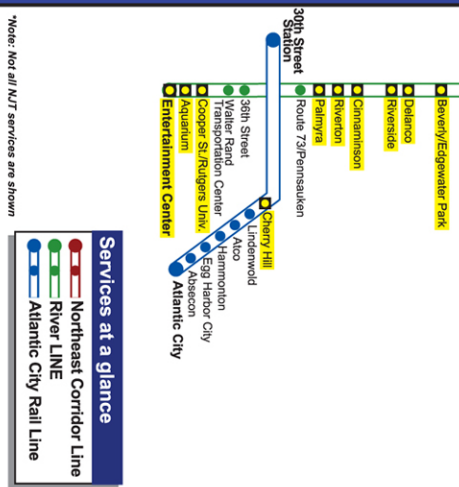 Beverly/Edgewater Park
Delanco
Riverside
Cinnaminson
Riverton
Palmyra
Route 73/Pennsauken
30th Street
Station
36th Street
Walter Rand
Transportation Center
Cooper St./Rutgers Univ.
Aquarium
Entertainment Center
Cherry Hill
Lindenwold
Atco
Hammonton
Egg Harbor City
Absecon
Atlantic City
Services at a glance
Northeast Corridor Line
River LINE
Atlantic City Rail Line
*Note: Not all NJT services are shown